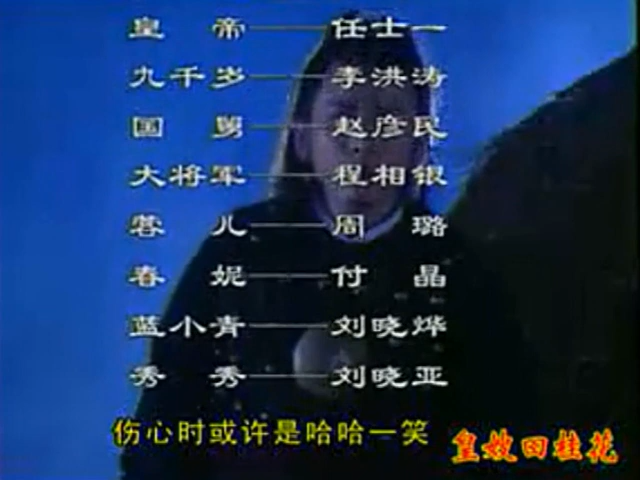 皇 帝——任士一
九千岁——李洪涛
国 舅——赵彦民
大将军——程相银
蓉 儿——周 璐
春 妮——付 晶
蓝小青——刘晓烨
秀 秀——刘晓亚
伤心时或许是哈哈一笑
皇嫂田桂花